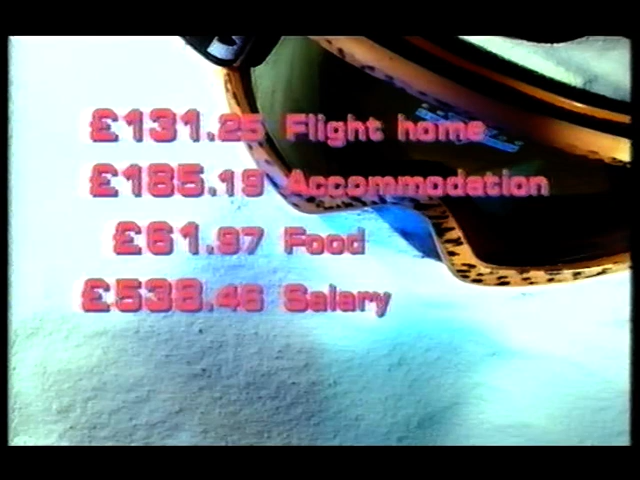 £131.25 Flight home
£185.19 Accommodation
£61.97 Food
£538.46 Salary